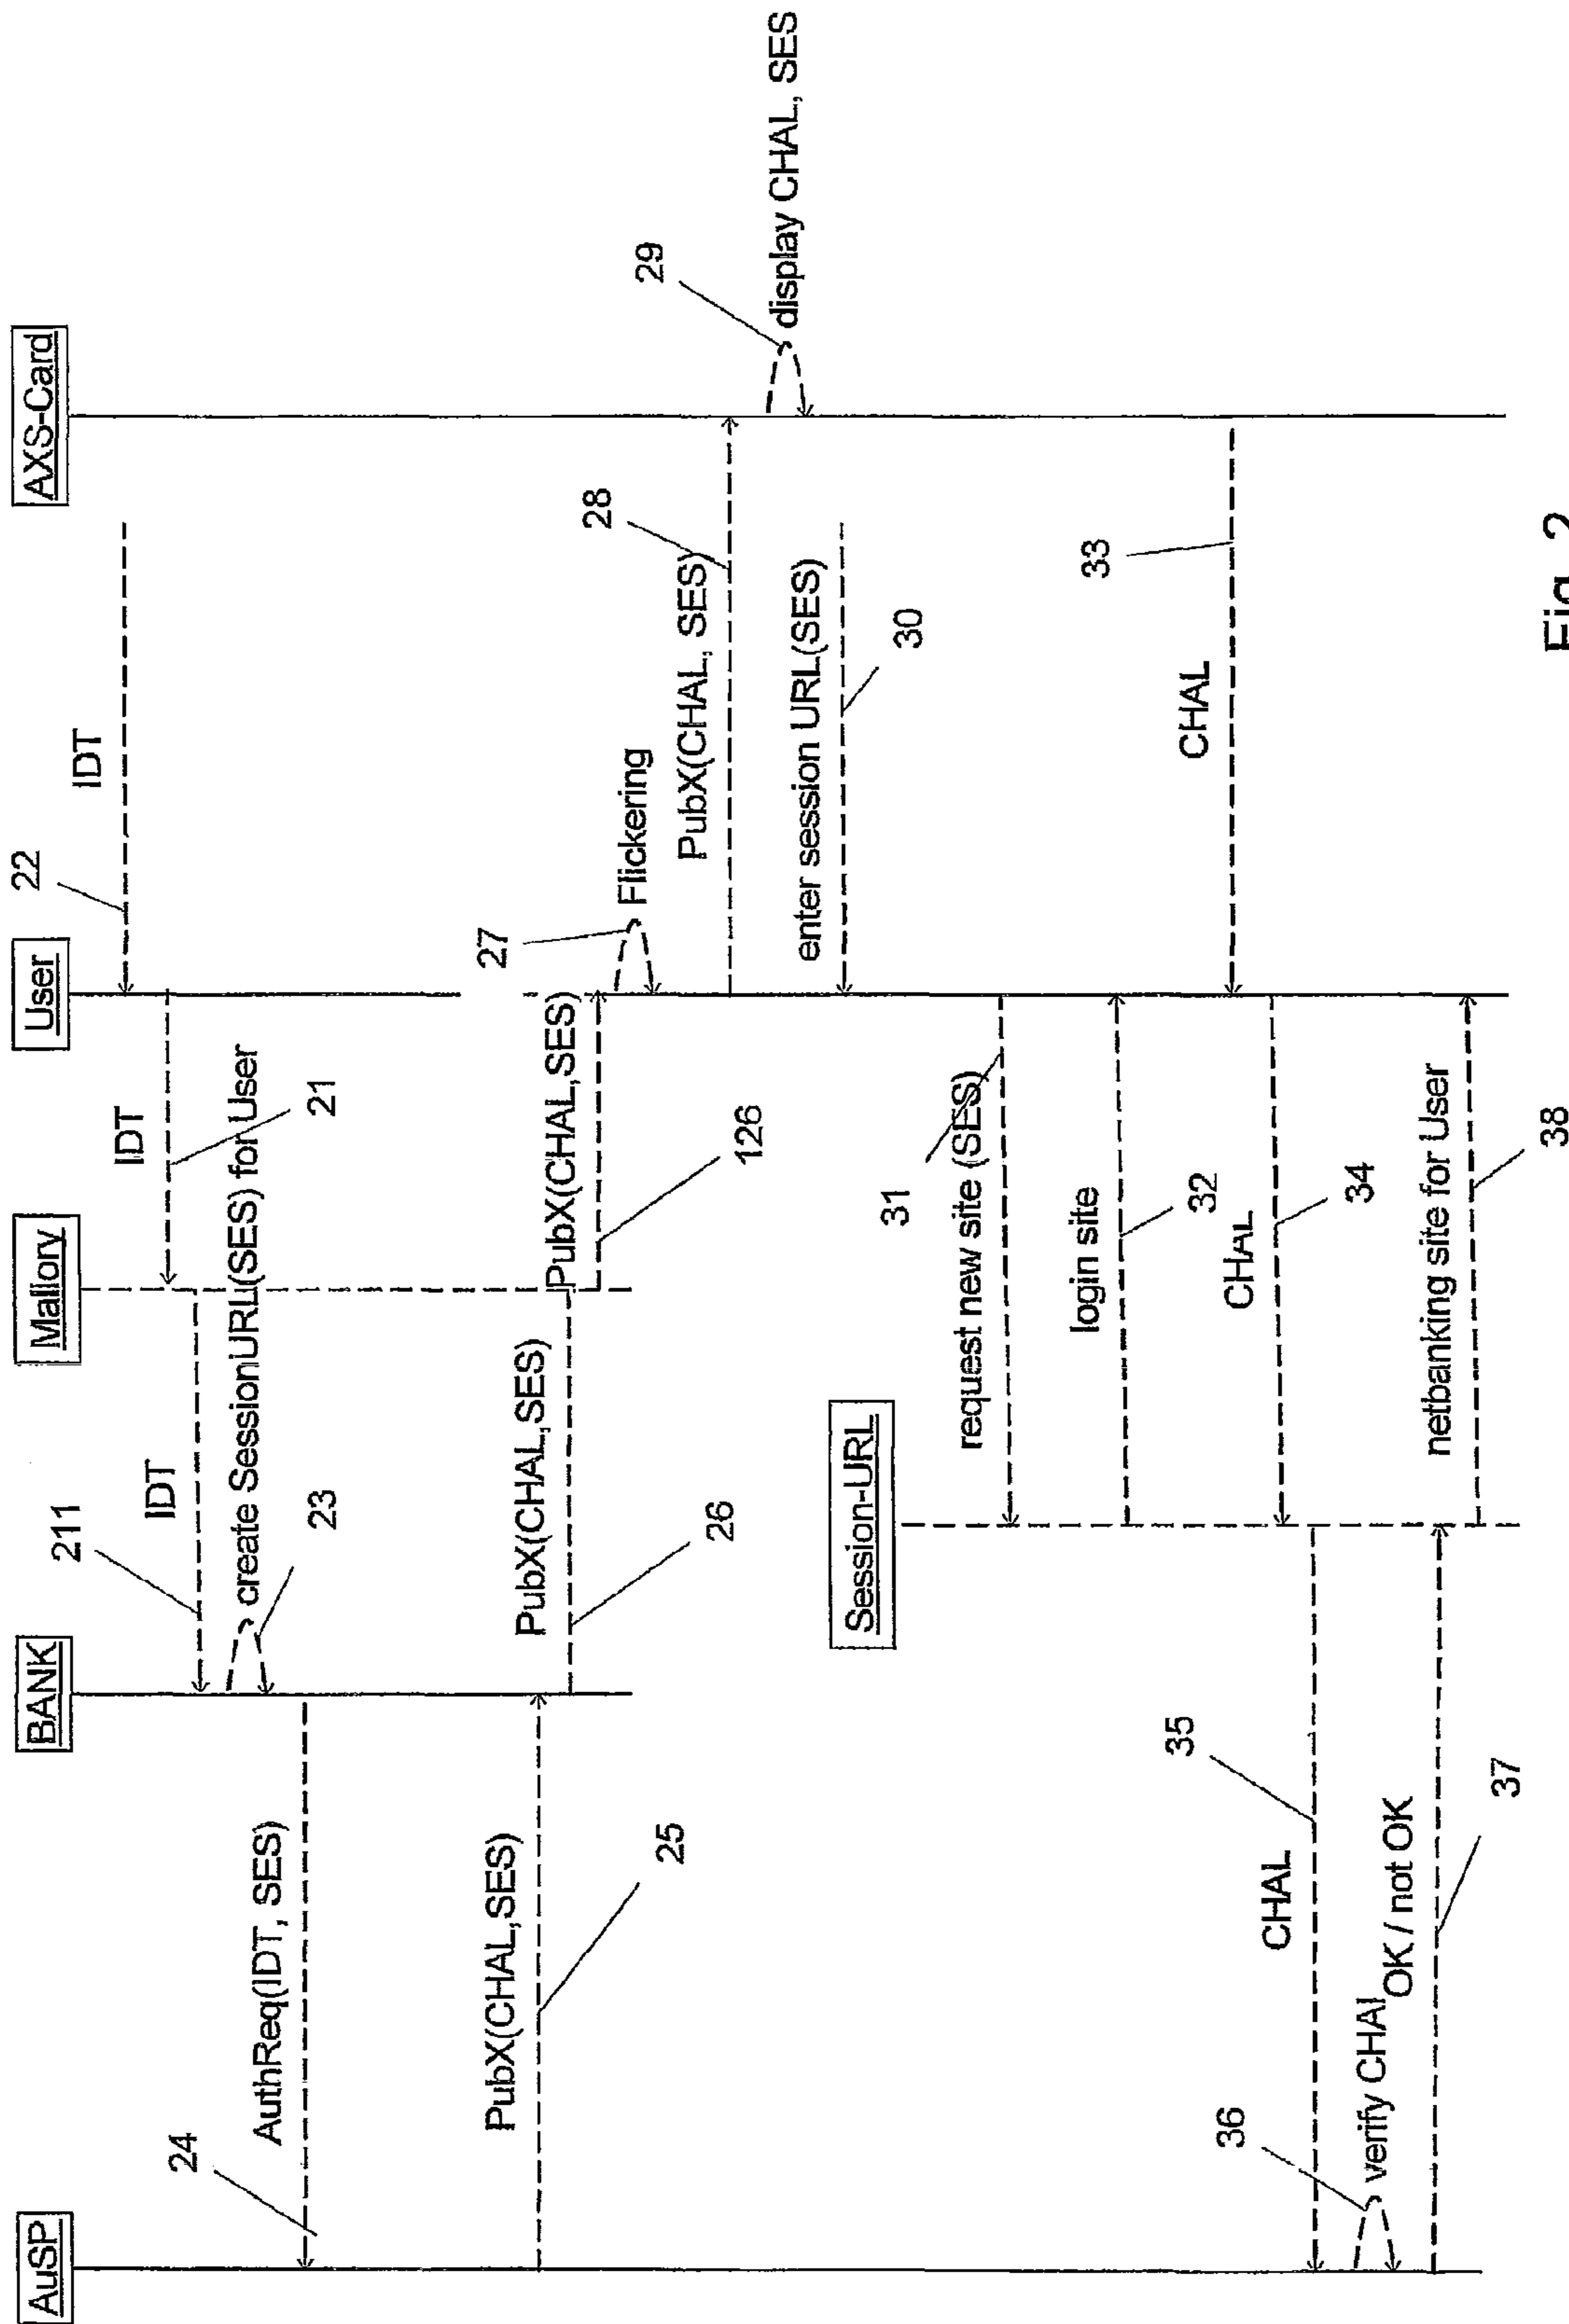 AuSP
BANK
Mallory
User
AXS-Card
IDT
22
IDT
21
IDT
211
create SessionURL(SES) for User
23
AuthReq(IDT, SES)
24
PubX(CHAL,SES)
25
PubX(CHAL,SES)
26
PubX(CHAL,SES)
126
Flickering
27
PubX(CHAL, SES)
28
display CHAL, SES
29
enter session URL(SES)
30
Session-URL
request new site (SES)
31
login site
32
CHAL
33
CHAL
34
CHAL
35
verify CHAl
36
OK / not OK
37
netbanking site for User
38
Fig. 2